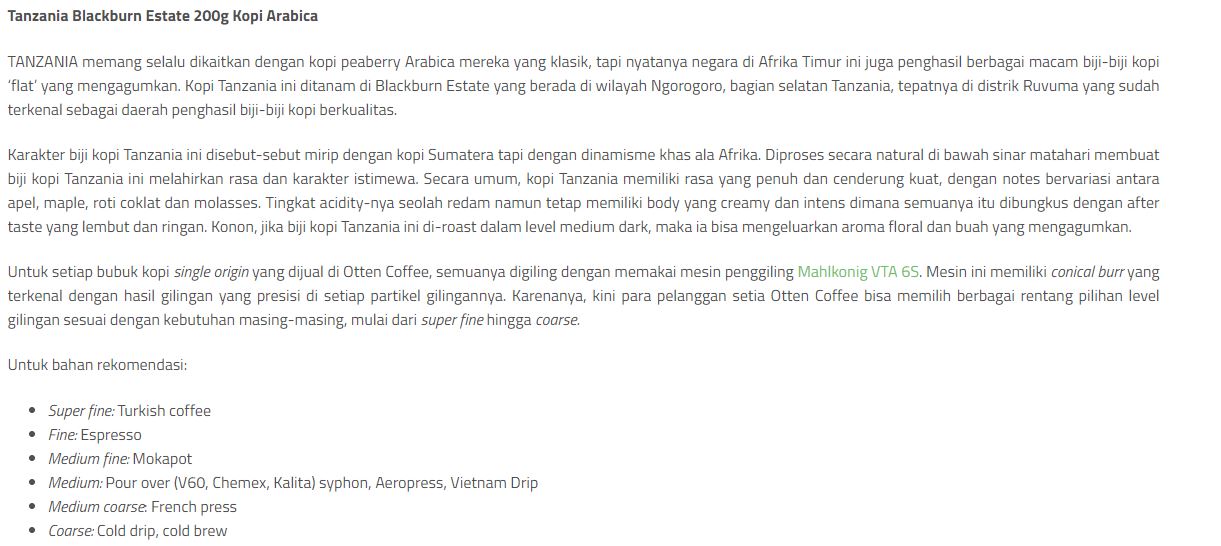 Tanzania Blackburn Estate 200g Kopi Arabica
TANZANIA memang selalu dikaitkan dengan kopi peaberry Arabica mereka yang klasik, tapi nyatanya negara di Afrika Timur ini juga penghasil berbagai macam biji-biji kopi
‘flat’ yang mengagumkan. Kopi Tanzania ini ditanam di Blackburn Estate yang berada di wilayah Ngorogoro, bagian selatan Tanzania, tepatnya di distrik Ruvuma yang sudah
terkenal sebagai daerah penghasil biji-biji kopi berkualitas.
Karakter biji kopi Tanzania ini disebut-sebut mirip dengan kopi Sumatera tapi dengan dinamisme khas ala Afrika. Diproses secara natural di bawah sinar matahari membuat
biji kopi Tanzania ini melahirkan rasa dan karakter istimewa. Secara umum, kopi Tanzania memiliki rasa yang penuh dan cenderung kuat, dengan notes bervariasi antara
apel, maple, roti coklat dan molasses. Tingkat acidity-nya seolah redam namun tetap memiliki body yang creamy dan intens dimana semuanya itu dibungkus dengan after
taste yang lembut dan ringan. Konon, jika biji kopi Tanzania ini di-roast dalam level medium dark, maka ia bisa mengeluarkan aroma floral dan buah yang mengagumkan.
Untuk setiap bubuk kopi single origin yang dijual di Otten Coffee, semuanya digiling dengan memakai mesin penggiling Mahlkonig VTA 6S. Mesin ini memiliki conical burr yang
terkenal dengan hasil gilingan yang presisi di setiap partikel gilingannya. Karenanya, kini para pelanggan setia Otten Coffee bisa memilih berbagai rentang pilihan level
gilingan sesuai dengan kebutuhan masing-masing, mulai dari super fine hingga coarse.
Untuk bahan rekomendasi:
• Super fine: Turkish coffee
• Fine: Espresso
• Medium fine: Mokapot
• Medium: Pour over (V60, Chemex, Kalita) syphon, Aeropress, Vietnam Drip
• Medium coarse: French press
• Coarse: Cold drip, cold brew